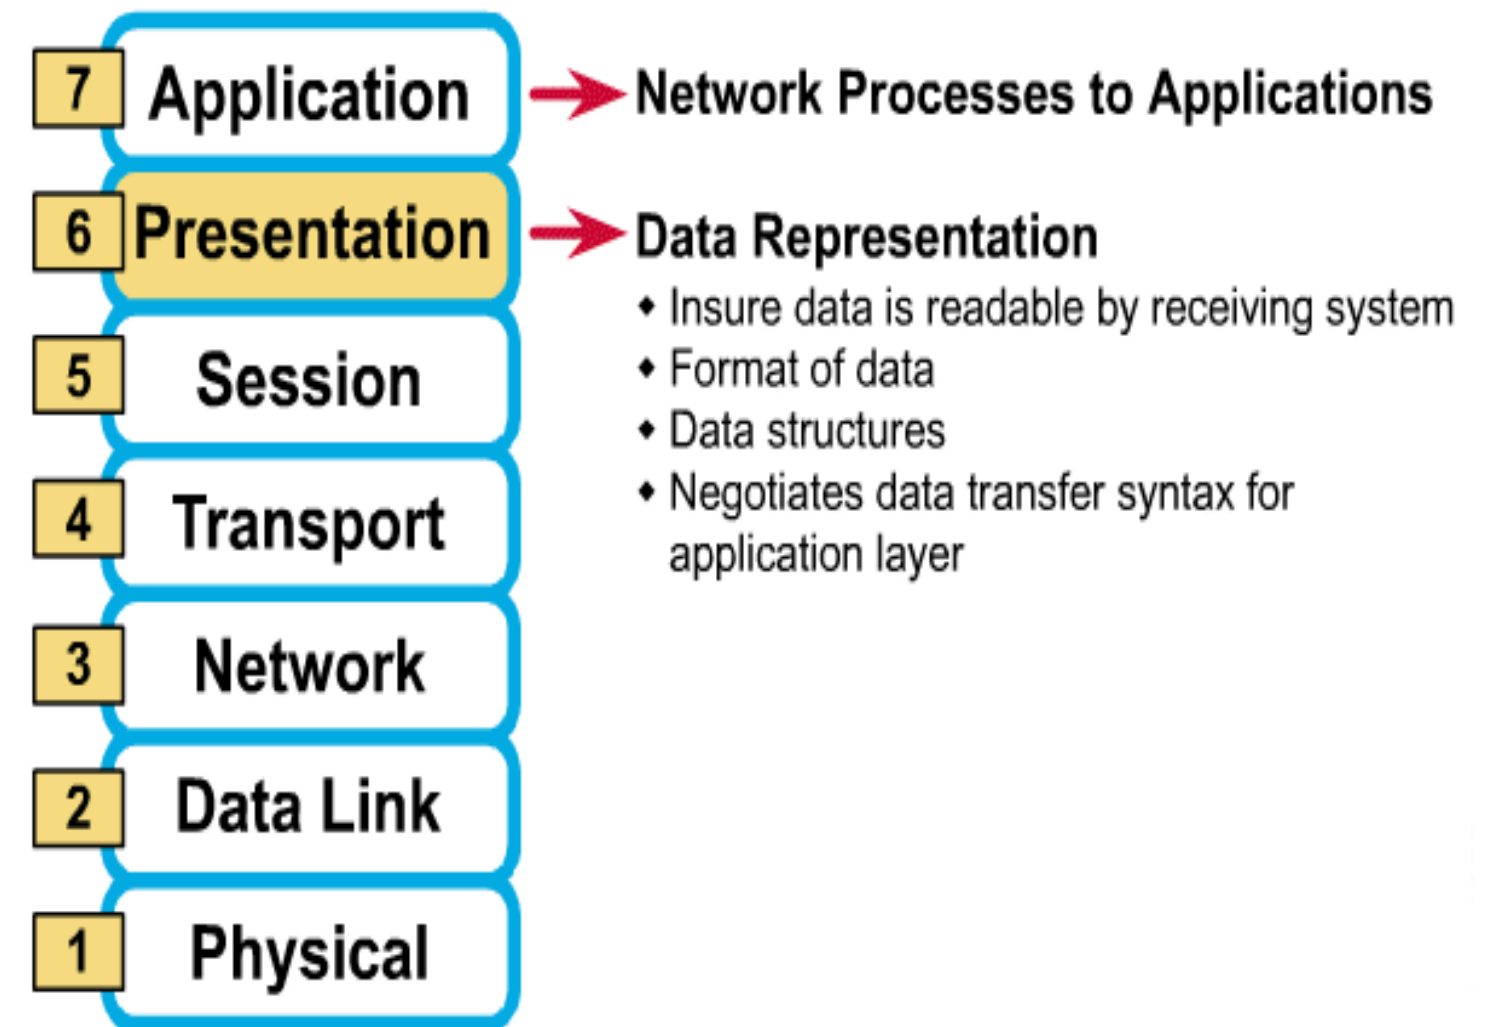 7 Application → Network Processes to Applications
6 Presentation → Data Representation
◆ Insure data is readable by receiving system
◆ Format of data
5 Session
◆ Data structures
◆ Negotiates data transfer syntax for
4 Transport
application layer
3 Network
2 Data Link
1 Physical